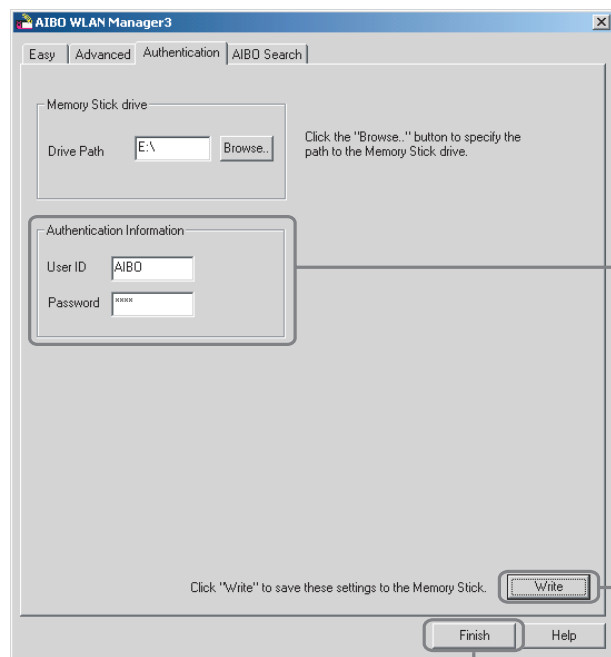 AIBO WLAN Manager3
Easy Advanced Authentication AIBO Search
Memory Stick drive
Drive Path E:\ Browse..
Click the "Browse.." button to specify the
path to the Memory Stick drive.
Authentication Information
User ID AIBO
Password ****
Click "Write" to save these settings to the Memory Stick. Write
Finish Help